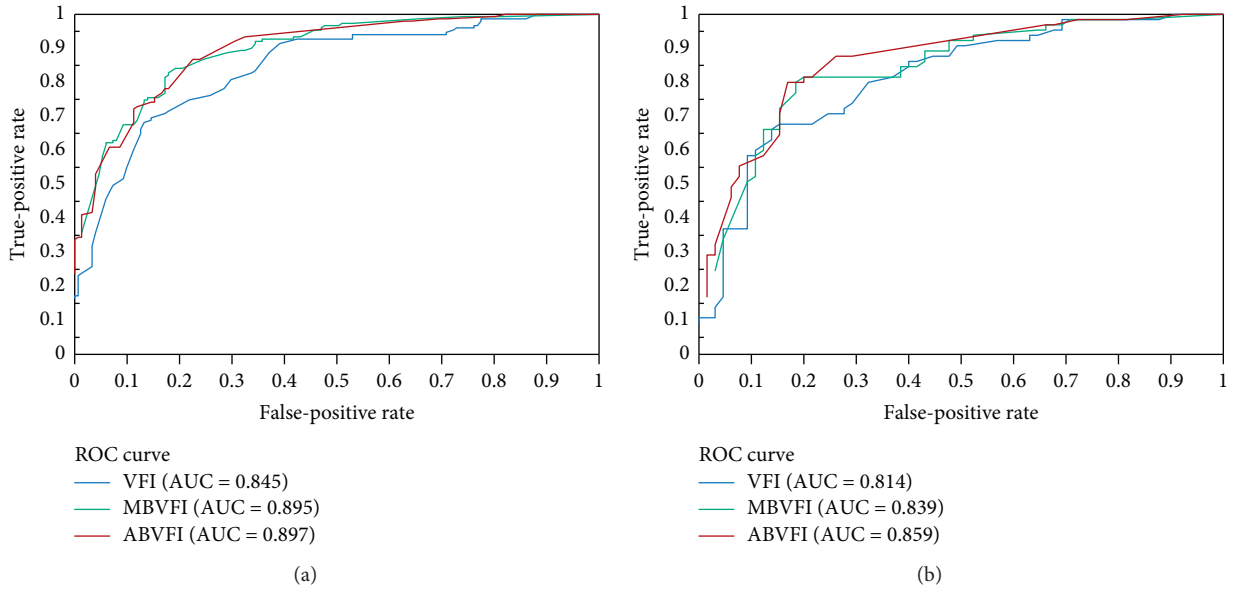 1
0.9
0.8
0.7
0.6
0.5
0.4
0.3
0.2
0.1
0
True-positive rate
0 0.1 0.2 0.3 0.4 0.5 0.6 0.7 0.8 0.9 1
False-positive rate
ROC curve
VFI (AUC = 0.845)
MBVFI (AUC = 0.895)
ABVFI (AUC = 0.897)
(a)
1
0.9
0.8
0.7
0.6
0.5
0.4
0.3
0.2
0.1
0
True-positive rate
0 0.1 0.2 0.3 0.4 0.5 0.6 0.7 0.8 0.9 1
False-positive rate
ROC curve
VFI (AUC = 0.814)
MBVFI (AUC = 0.839)
ABVFI (AUC = 0.859)
(b)